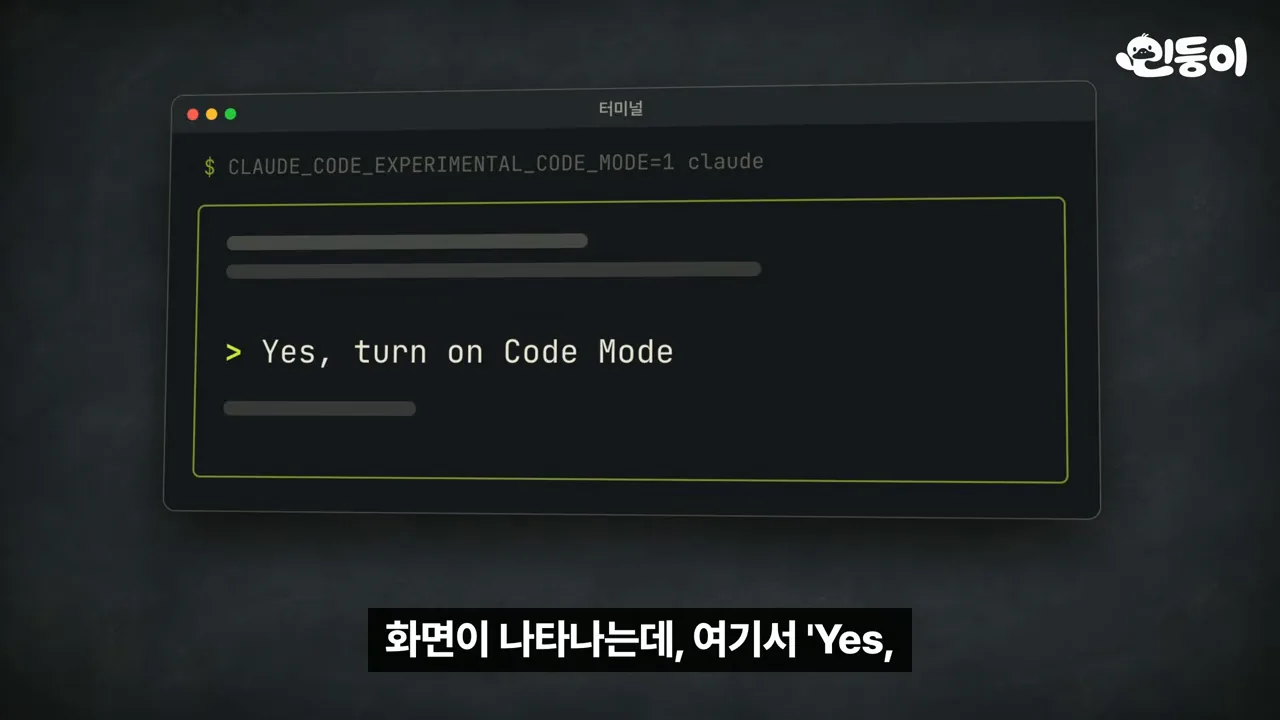 윈둥이
터미널
$ CLAUDE_CODE_EXPERIMENTAL_CODE_MODE=1 claude
> Yes, turn on Code Mode
화면이 나타나는데, 여기서 'Yes,